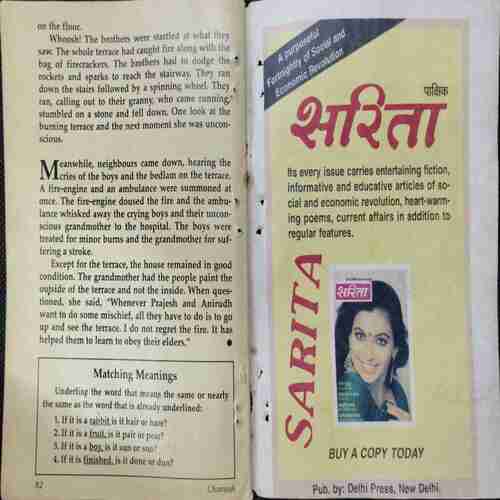 on the floor.
Whoosh! The brothers were startled at what they
saw. The whole terrace had caught fire along with the
bag of firecrackers. The brothers had to dodge the
rockets and sparks to reach the stairway. They ran
down the stairs followed by a spinning wheel. They
ran, calling out to their granny, who came running,
stumbled on a stone and fell down. One look at the
burning terrace and the next moment she was uncon-
scious.
Meanwhile, neighbours came down, hearing the
cries of the boys and the bedlam on the terrace.
A fire-engine and an ambulance were summoned at
once. The fire-engine doused the fire and the ambu-
lance whisked away the crying boys and their uncon-
scious grandmother to the hospital. The boys were
treated for minor burns and the grandmother for suf-
fering a stroke.
Except for the terrace, the house remained in good
condition. The grandmother had the people paint the
outside of the terrace and not the inside. When ques-
tioned, she said, "Whenever Prajesh and Anirudh
want to do some mischief, all they have to do is to go
up and see the terrace. I do not regret the fire. It has
helped them to learn to obey their elders."
Matching Meanings
Underline the word that means the same or nearly
the same as the word that is already underlined:
1. If it is a rabbit is it hair or hare?
2. If it is a fruit, is it pair or pear?
3. If it is a boy, is it son or sun?
4. If it is finished, is it done or dun?
82
Champak
A purposeful
Fortnightly of Social and
Economic Revolution
पाक्षिक
सरिता
Its every issue carries entertaining fiction,
informative and educative articles of so-
cial and economic revolution, heart-warm-
ing poems, current affairs in addition to
regular features.
SARITA
सरिता
BUY A COPY TODAY
Pub. by: Delhi Press, New Delhi.